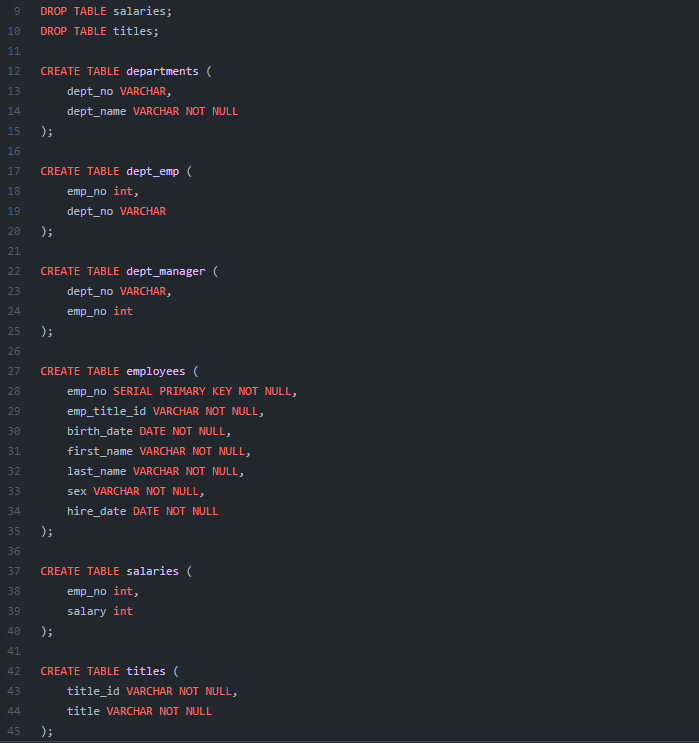 9 DROP TABLE salaries;
10 DROP TABLE titles;
11
12 CREATE TABLE departments (
13     dept_no VARCHAR,
14     dept_name VARCHAR NOT NULL
15 );
16
17 CREATE TABLE dept_emp (
18     emp_no int,
19     dept_no VARCHAR
20 );
21
22 CREATE TABLE dept_manager (
23     dept_no VARCHAR,
24     emp_no int
25 );
26
27 CREATE TABLE employees (
28     emp_no SERIAL PRIMARY KEY NOT NULL,
29     emp_title_id VARCHAR NOT NULL,
30     birth_date DATE NOT NULL,
31     first_name VARCHAR NOT NULL,
32     last_name VARCHAR NOT NULL,
33     sex VARCHAR NOT NULL,
34     hire_date DATE NOT NULL
35 );
36
37 CREATE TABLE salaries (
38     emp_no int,
39     salary int
40 );
41
42 CREATE TABLE titles (
43     title_id VARCHAR NOT NULL,
44     title VARCHAR NOT NULL
45 );